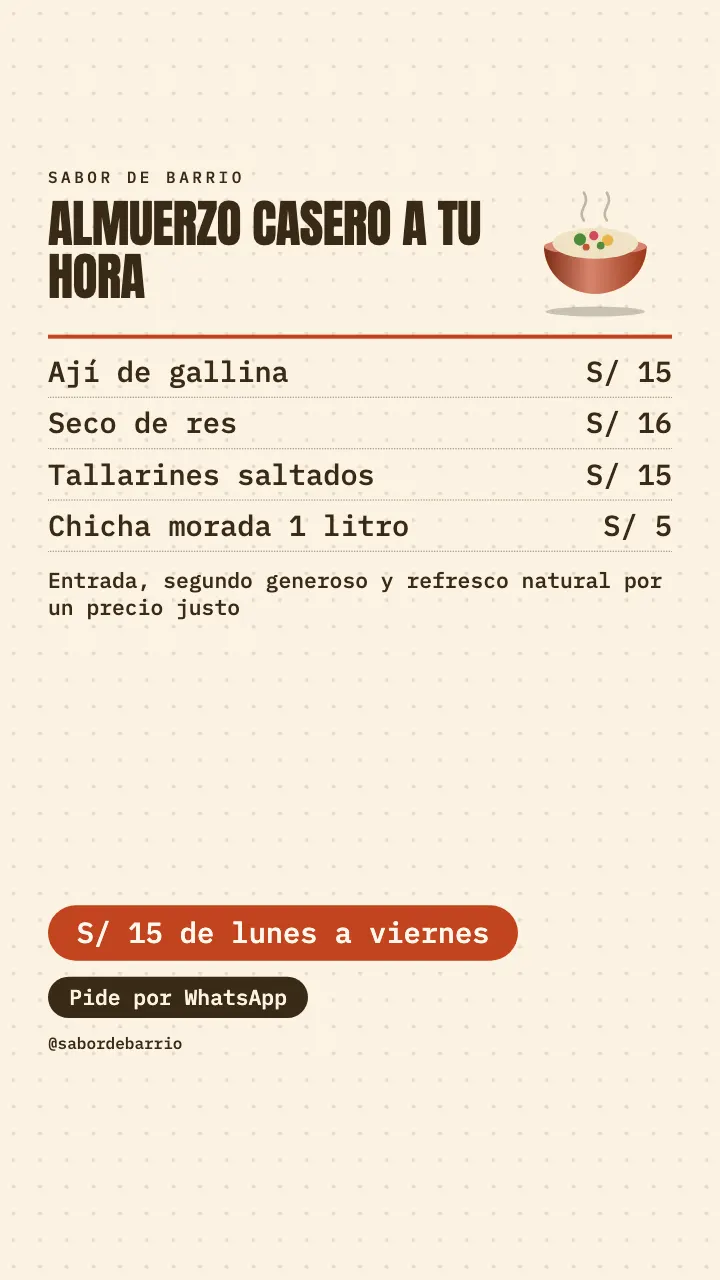 SABOR DE BARRIO
ALMUERZO CASERO A TU
HORA
Ají de gallina S/ 15
Seco de res S/ 16
Tallarines saltados S/ 15
Chicha morada 1 litro S/ 5
Entrada, segundo generoso y refresco natural por
un precio justo
S/ 15 de lunes a viernes
Pide por WhatsApp
@sabordebarrio